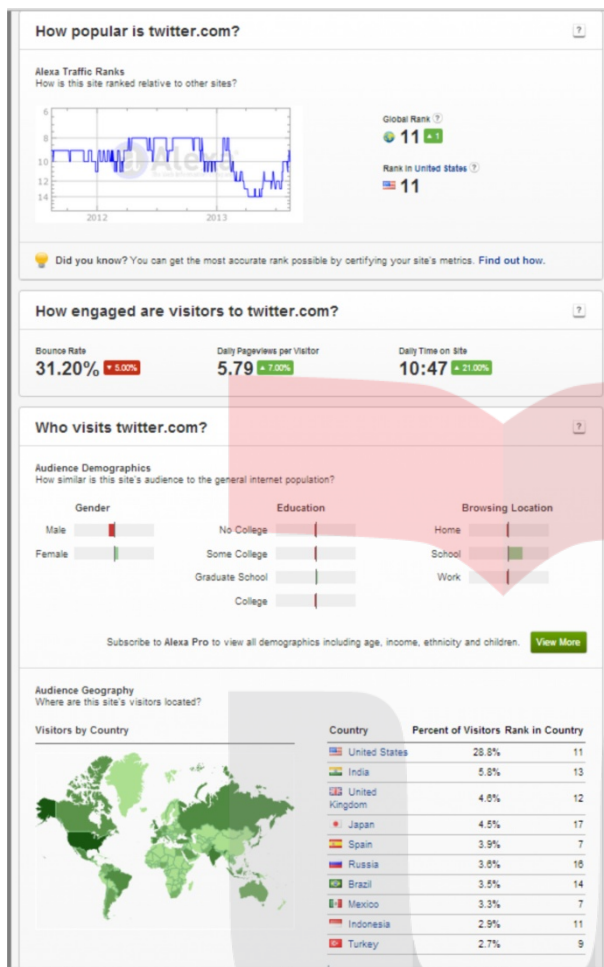 How popular is twitter.com?
?
Alexa Traffic Ranks
How is this site ranked relative to other sites?
6
8
10
12
14
2012
2013
Alexa
Global Rank ?
11 ▲ 1
Rank in United States ?
11
Did you know? You can get the most accurate rank possible by certifying your site's metrics. Find out how.
How engaged are visitors to twitter.com?
?
Bounce Rate
31.20% ▼ 5.00%
Daily Pageviews per Visitor
5.79 ▲ 7.00%
Daily Time on Site
10:47 ▲ 21.00%
Who visits twitter.com?
?
Audience Demographics
How similar is this site's audience to the general internet population?
Gender
Male
Female
Education
No College
Some College
Graduate School
College
Browsing Location
Home
School
Work
Subscribe to Alexa Pro to view all demographics including age, income, ethnicity and children. View More
Audience Geography
Where are this site's visitors located?
Visitors by Country
Country Percent of Visitors Rank in Country
United States 28.8% 11
India 5.8% 13
United
Kingdom 4.6% 12
Japan 4.5% 17
Spain 3.9% 7
Russia 3.6% 16
Brazil 3.5% 14
Mexico 3.3% 7
Indonesia 2.9% 11
Turkey 2.7% 9